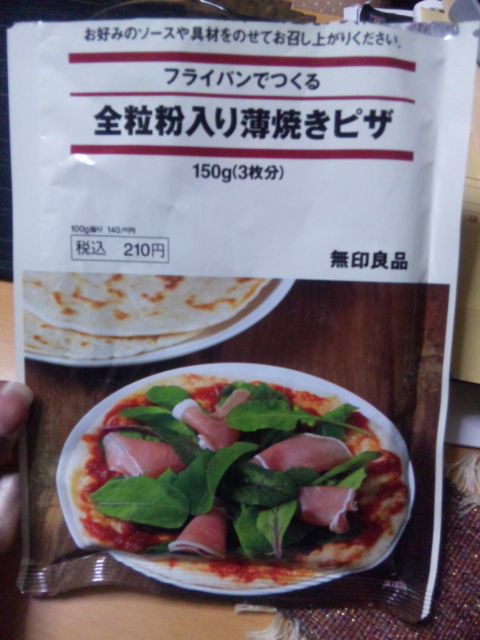 お好みのソースや具材をのせてお召し上がりください。
フライパンでつくる
全粒粉入り薄焼きピザ
150g(3枚分)
100g当り 140.00円
税込 210円
無印良品